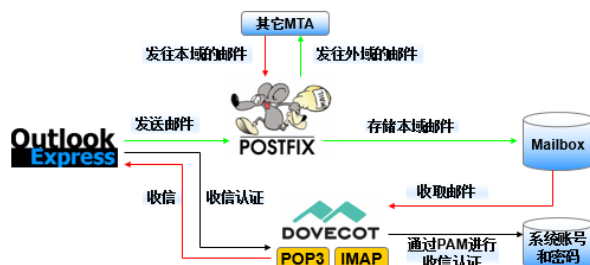 其它MTA
发往本域的邮件
发往外域的邮件
发送邮件
存储本域邮件
POSTFIX
Outlook
Express
Mailbox
收取邮件
收信
收信认证
DOVECOT
POP3
IMAP
通过PAM进行
收信认证
系统账号
和密码